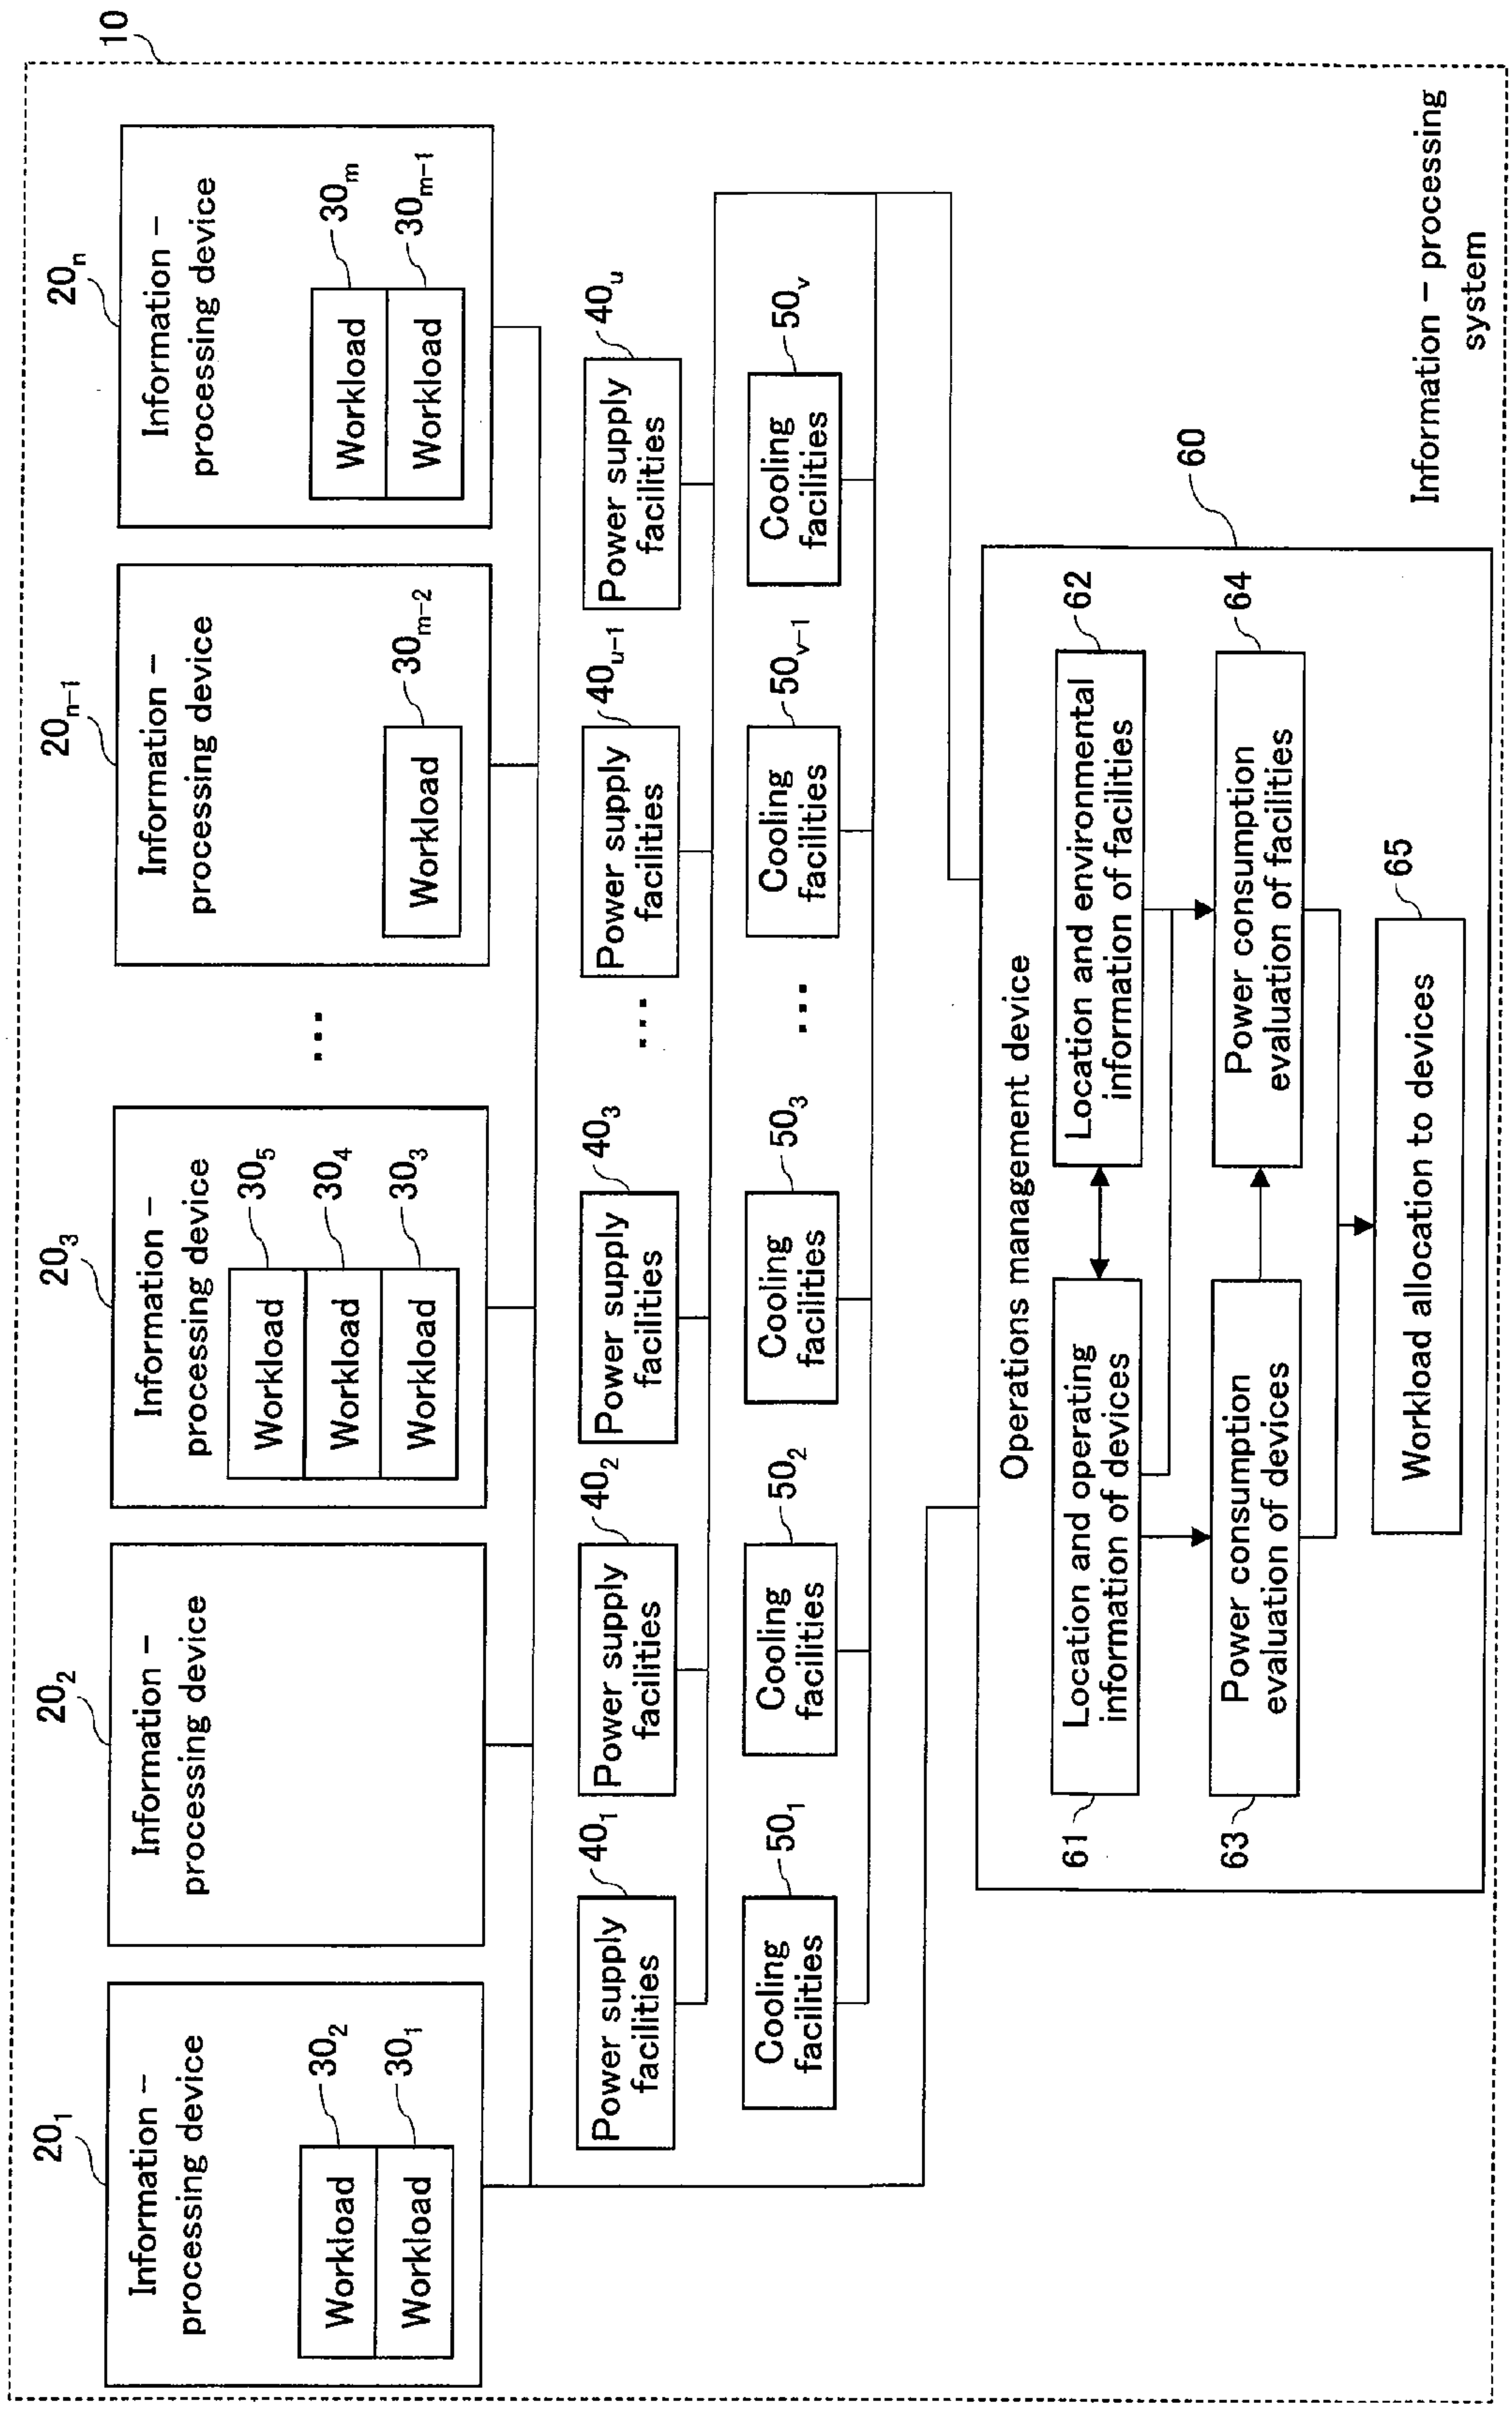 10
20₁
20₂
20₃
20ₙ₋₁
20ₙ
Information –
processing device
Workload
30₂
Workload
30₁
Information –
processing device
Information –
processing device
Workload
30₅
Workload
30₄
Workload
30₃
...
Information –
processing device
Workload
30ₘ₋₂
Information –
processing device
Workload
30ₘ
Workload
30ₘ₋₁
40₁
Power supply
facilities
40₂
Power supply
facilities
40₃
Power supply
facilities
...
40ᵤ₋₁
Power supply
facilities
40ᵤ
Power supply
facilities
50₁
Cooling
facilities
50₂
Cooling
facilities
50₃
Cooling
facilities
...
50ᵥ₋₁
Cooling
facilities
50ᵥ
Cooling
facilities
60
Operations management device
61
Location and operating
information of devices
62
Location and environmental
information of facilities
63
Power consumption
evaluation of devices
64
Power consumption
evaluation of facilities
65
Workload allocation to devices
Information – processing
system